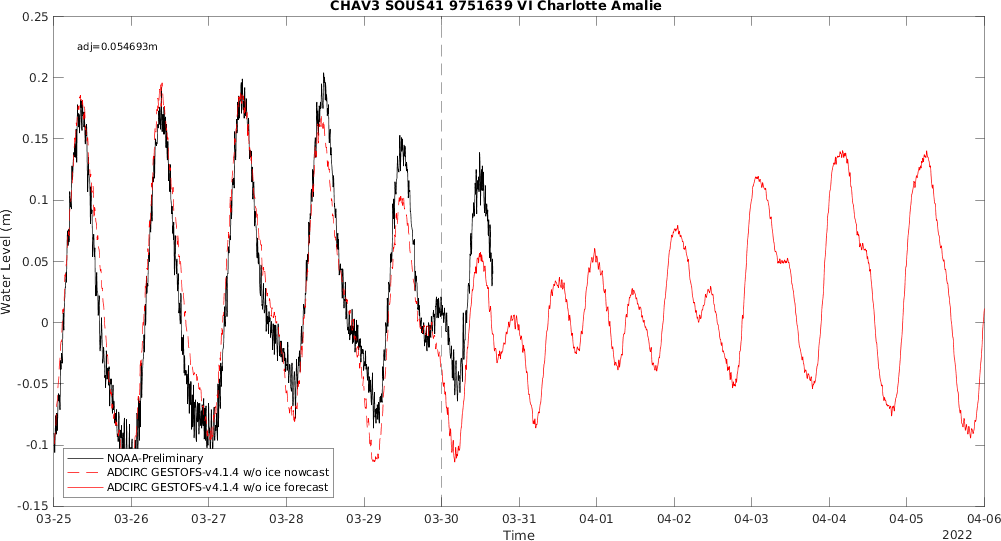 CHAV3 SOUS41 9751639 VI Charlotte Amalie
adj=0.054693m
0.25
0.2
0.15
0.1
0.05
0
-0.05
-0.1
-0.15
Water Level (m)
NOAA-Preliminary
ADCIRC GESTOFS-v4.1.4 w/o ice nowcast
ADCIRC GESTOFS-v4.1.4 w/o ice forecast
03-25 03-26 03-27 03-28 03-29 03-30 03-31 04-01 04-02 04-03 04-04 04-05 04-06
Time
2022